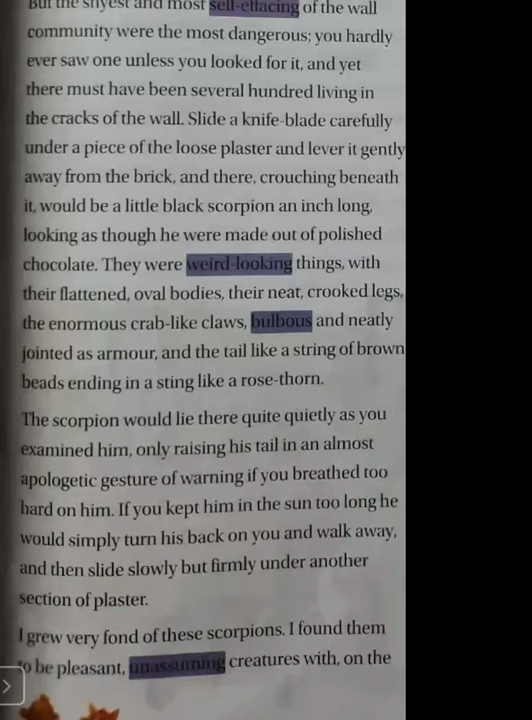 But the shyest and most self-effacing of the wall
community were the most dangerous; you hardly
ever saw one unless you looked for it, and yet
there must have been several hundred living in
the cracks of the wall. Slide a knife-blade carefully
under a piece of the loose plaster and lever it gently
away from the brick, and there, crouching beneath
it, would be a little black scorpion an inch long,
looking as though he were made out of polished
chocolate. They were weird-looking things, with
their flattened, oval bodies, their neat, crooked legs,
the enormous crab-like claws, bulbous and neatly
jointed as armour, and the tail like a string of brown
beads ending in a sting like a rose-thorn.
The scorpion would lie there quite quietly as you
examined him, only raising his tail in an almost
apologetic gesture of warning if you breathed too
hard on him. If you kept him in the sun too long he
would simply turn his back on you and walk away,
and then slide slowly but firmly under another
section of plaster.
I grew very fond of these scorpions. I found them
to be pleasant, unassuming creatures with, on the